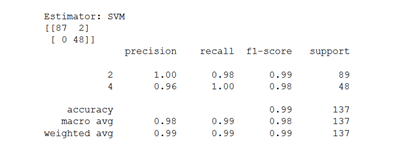 Estimator: SVM
[[87 2]
[ 0 48]]
precision recall f1-score support
2 1.00 0.98 0.99 89
4 0.96 1.00 0.98 48
accuracy 0.99 137
macro avg 0.98 0.99 0.98 137
weighted avg 0.99 0.99 0.99 137